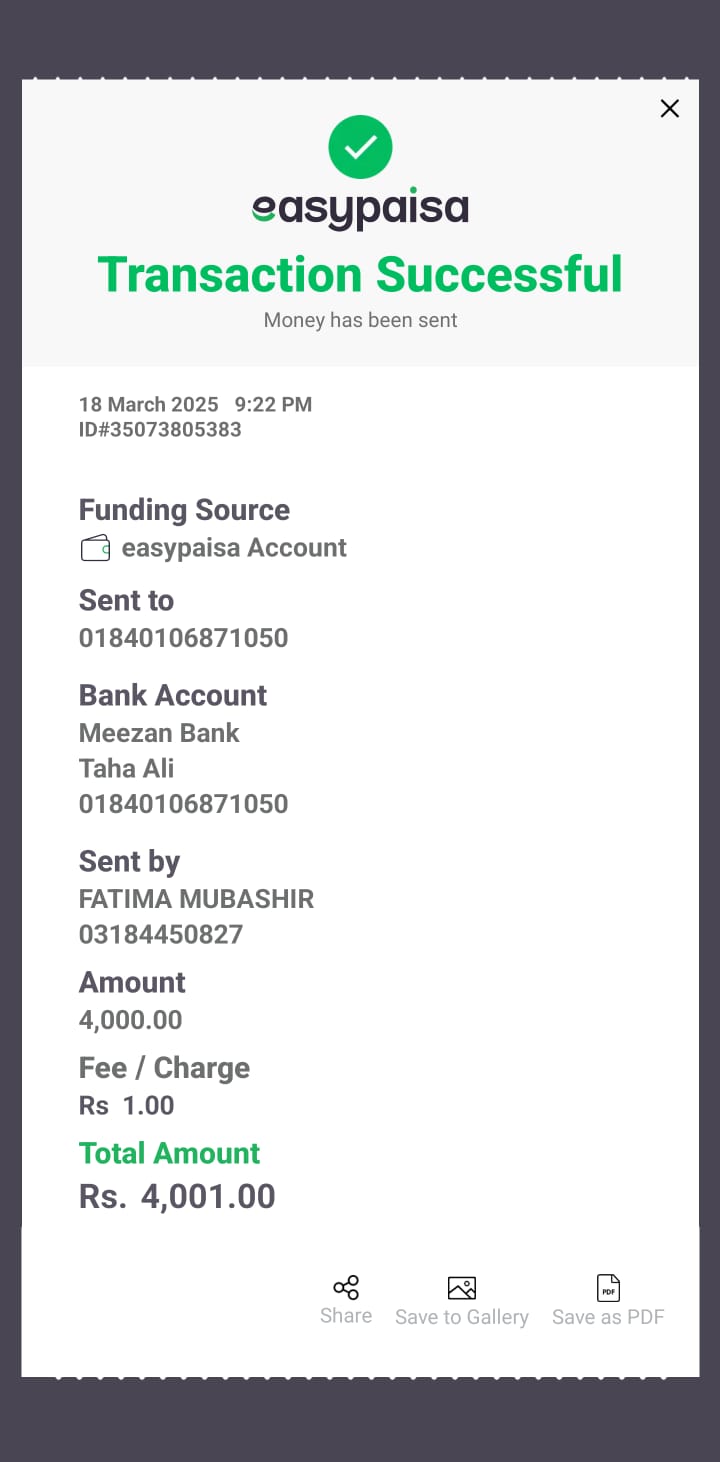 easypaisa
Transaction Successful
Money has been sent
18 March 2025 9:22 PM
ID#35073805383
Funding Source
easypaisa Account
Sent to
01840106871050
Bank Account
Meezan Bank
Taha Ali
01840106871050
Sent by
FATIMA MUBASHIR
03184450827
Amount
4,000.00
Fee / Charge
Rs 1.00
Total Amount
Rs. 4,001.00
PDF
Share Save to Gallery Save as PDF